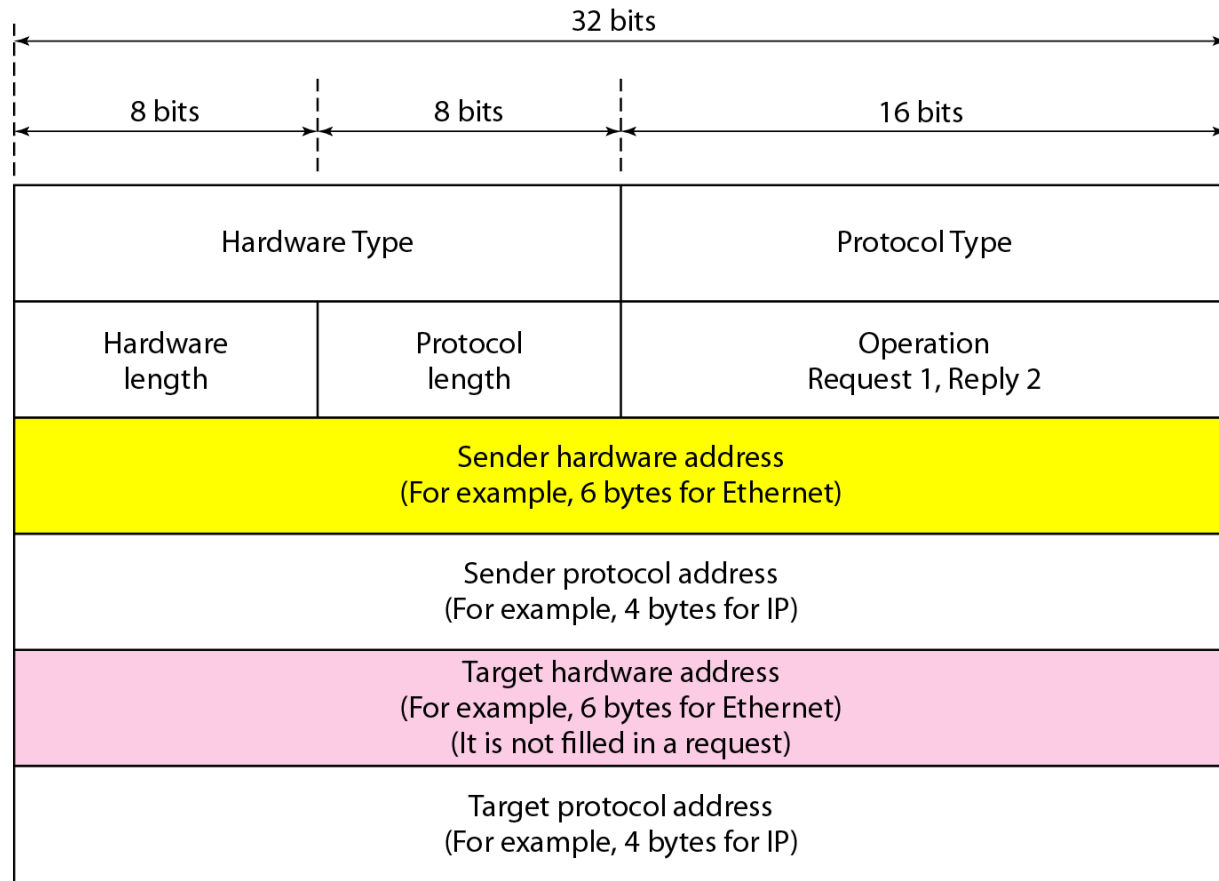 32 bits
8 bits
8 bits
16 bits
Hardware Type
Protocol Type
Hardware
length
Protocol
length
Operation
Request 1, Reply 2
Sender hardware address
(For example, 6 bytes for Ethernet)
Sender protocol address
(For example, 4 bytes for IP)
Target hardware address
(For example, 6 bytes for Ethernet)
(It is not filled in a request)
Target protocol address
(For example, 4 bytes for IP)